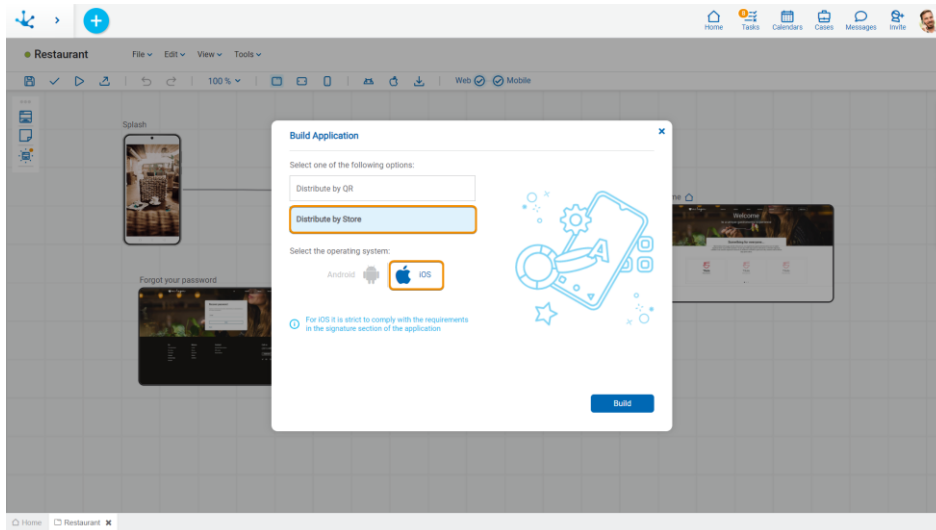 Home
8
Tasks
Calendars
Cases
Messages
Invite
Restaurant
File Edit View Tools
100 % Web Mobile
Splash
Build Application
Select one of the following options:
Distribute by QR
Distribute by Store
Select the operating system:
Android iOS
For iOS it is strict to comply with the requirements
in the signature section of the application
Build
Forgot your password
me
Welcome
Home Restaurant